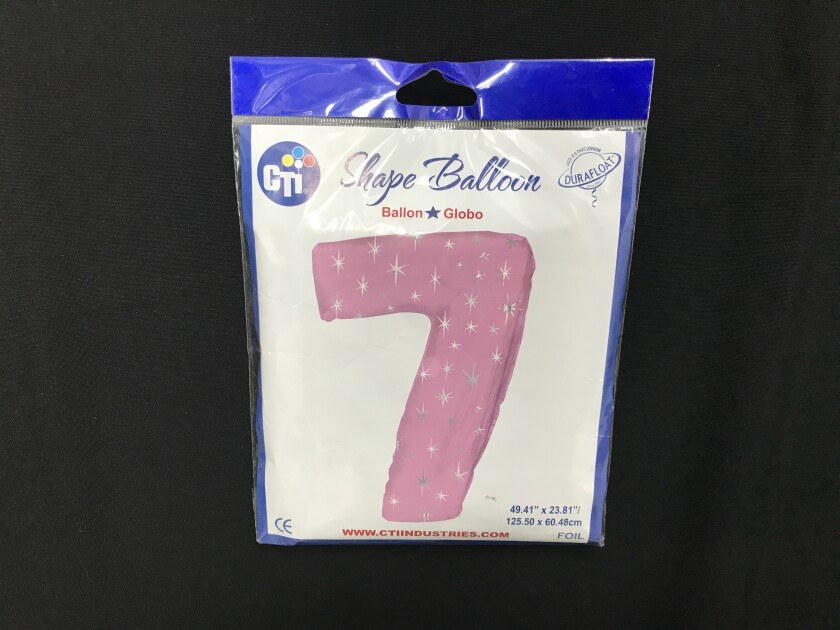 CTI
Shape Balloon
Ballon ★ Globo
DURAFLOAT
7
49.41" x 23.81"/
125.50 x 60.48cm
CE
WWW.CTIINDUSTRIES.COM
FOIL